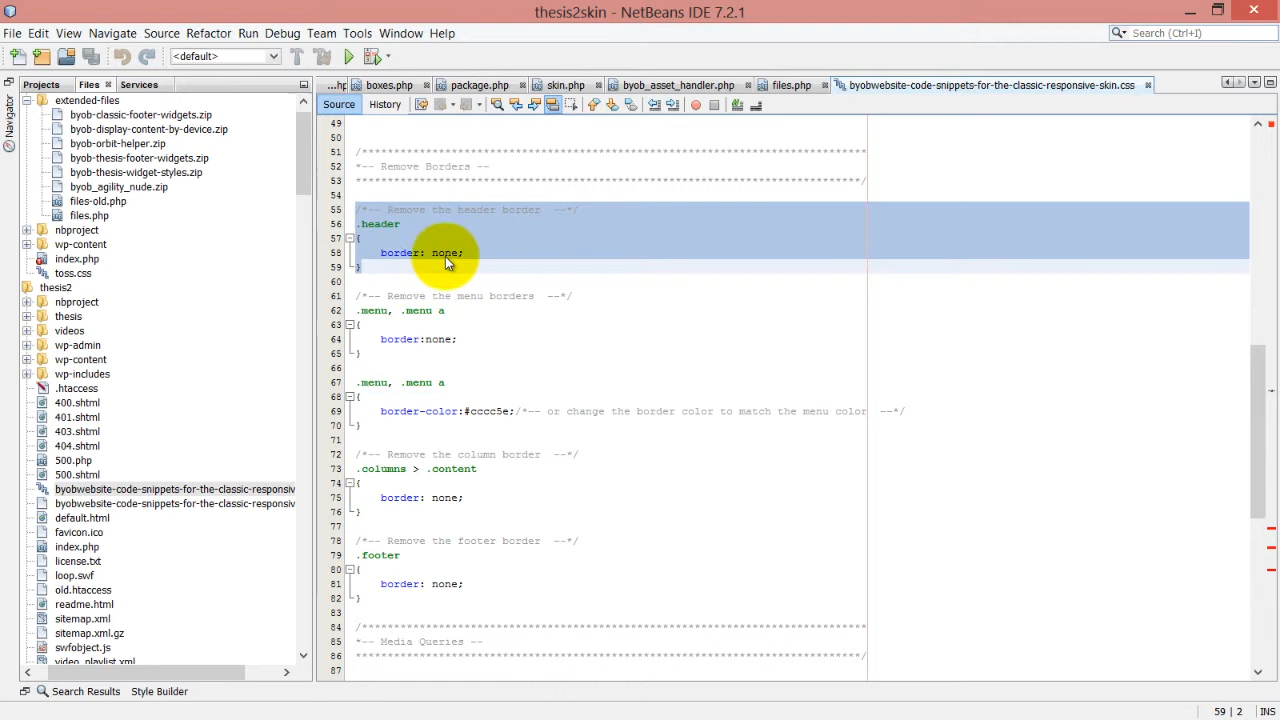 thesis2skin - NetBeans IDE 7.2.1
File Edit View Navigate Source Refactor Run Debug Team Tools Window Help
Search (Ctrl+I)
<default>
Projects Files Services
...hp boxes.php package.php skin.php byob_asset_handler.php files.php byobwebsite-code-snippets-for-the-classic-responsive-skin.css
Source History
Navigator
extended-files
byob-classic-footer-widgets.zip
byob-display-content-by-device.zip
byob-orbit-helper.zip
byob-thesis-footer-widgets.zip
byob-thesis-widget-styles.zip
byob_agility_nude.zip
files-old.php
files.php
nbproject
wp-content
index.php
toss.css
thesis2
nbproject
thesis
videos
wp-admin
wp-content
wp-includes
.htaccess
400.shtml
401.shtml
403.shtml
404.shtml
500.php
500.shtml
byobwebsite-code-snippets-for-the-classic-responsiv
byobwebsite-code-snippets-for-the-classic-responsiv
default.html
favicon.ico
index.php
license.txt
loop.swf
old.htaccess
readme.html
sitemap.xml
sitemap.xml.gz
swfobject.js
video_playlist.xml
49
50
51 /******************************************************************************
52 *-- Remove Borders --
53 ******************************************************************************/
54
55 /*-- Remove the header border --*/
56 .header
57 {
58 border: none;
59 }
60
61 /*-- Remove the menu borders --*/
62 .menu, .menu a
63 {
64 border:none;
65 }
66
67 .menu, .menu a
68 {
69 border-color:#cccc5e;/*-- or change the border color to match the menu color --*/
70 }
71
72 /*-- Remove the column border --*/
73 .columns > .content
74 {
75 border: none;
76 }
77
78 /*-- Remove the footer border --*/
79 .footer
80 {
81 border: none;
82 }
83
84 /******************************************************************************
85 *-- Media Queries --
86 ******************************************************************************/
87
Search Results Style Builder
59 | 2 INS